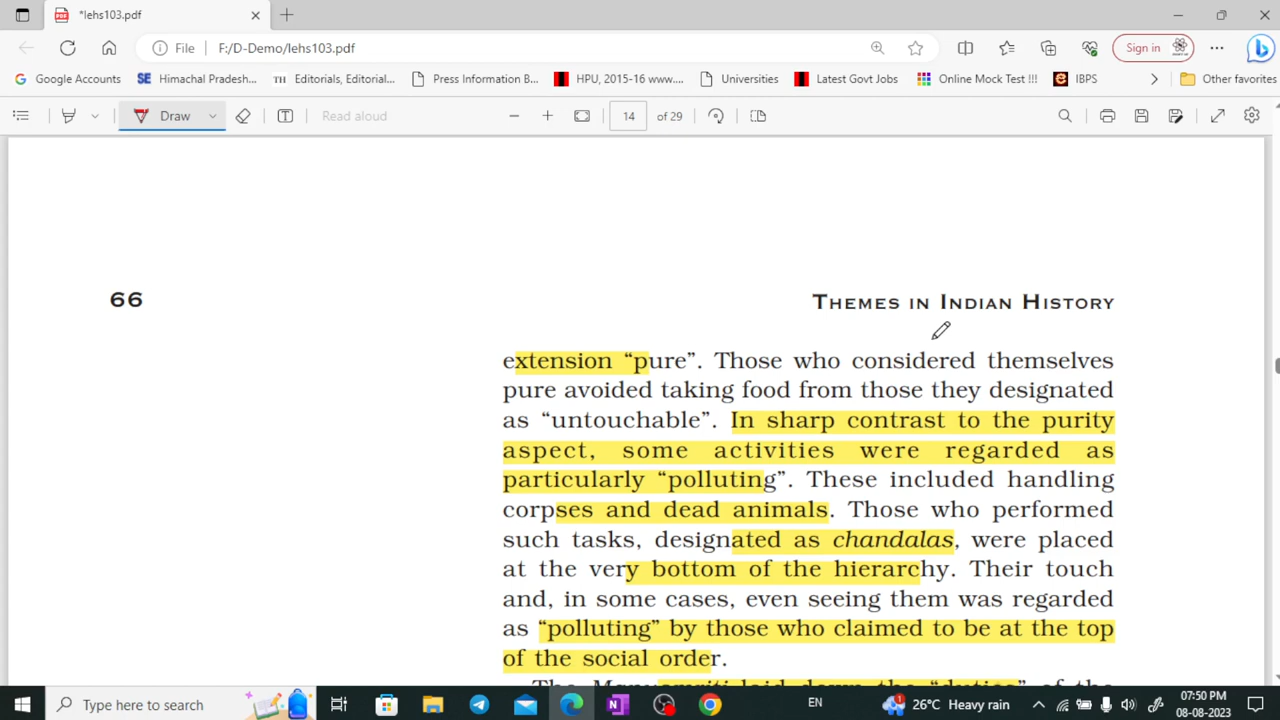 *lehs103.pdf
File F:/D-Demo/lehs103.pdf Sign in
Google Accounts Himachal Pradesh... Editorials, Editorial... Press Information B... HPU, 2015-16 www.... Universities Latest Govt Jobs Online Mock Test !!! IBPS Other favorites
Draw Read aloud 14 of 29
66 THEMES IN INDIAN HISTORY
extension “pure”. Those who considered themselves
pure avoided taking food from those they designated
as “untouchable”. In sharp contrast to the purity
aspect, some activities were regarded as
particularly “polluting”. These included handling
corpses and dead animals. Those who performed
such tasks, designated as chandalas, were placed
at the very bottom of the hierarchy. Their touch
and, in some cases, even seeing them was regarded
as “polluting” by those who claimed to be at the top
of the social order.
laid down the “duties” of the
Type here to search EN 26°C Heavy rain 07:50 PM
08-08-2023